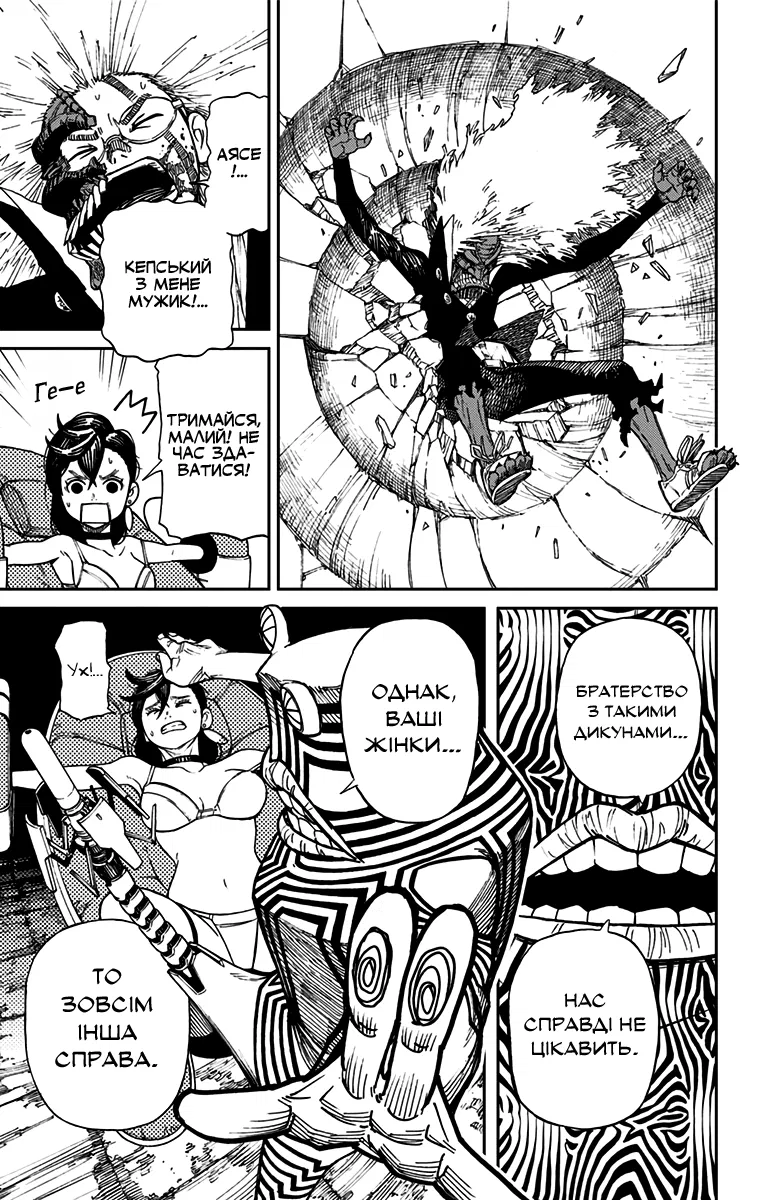 АЯСЕ
!...
КЕПСЬКИЙ
З МЕНЕ
МУЖИК!...
ТРИМАЙСЯ,
МАЛИЙ! НЕ
ЧАС ЗДА-
ВАТИСЯ!
Ге–е
БРАТЕРСТВО
З ТАКИМИ
ДИКУНАМИ...
НАС
СПРАВДІ НЕ
ЦІКАВИТЬ.
ОДНАК,
ВАШІ
ЖІНКИ...
Ух!...
ТО
ЗОВСІМ
ІНША
СПРАВА.